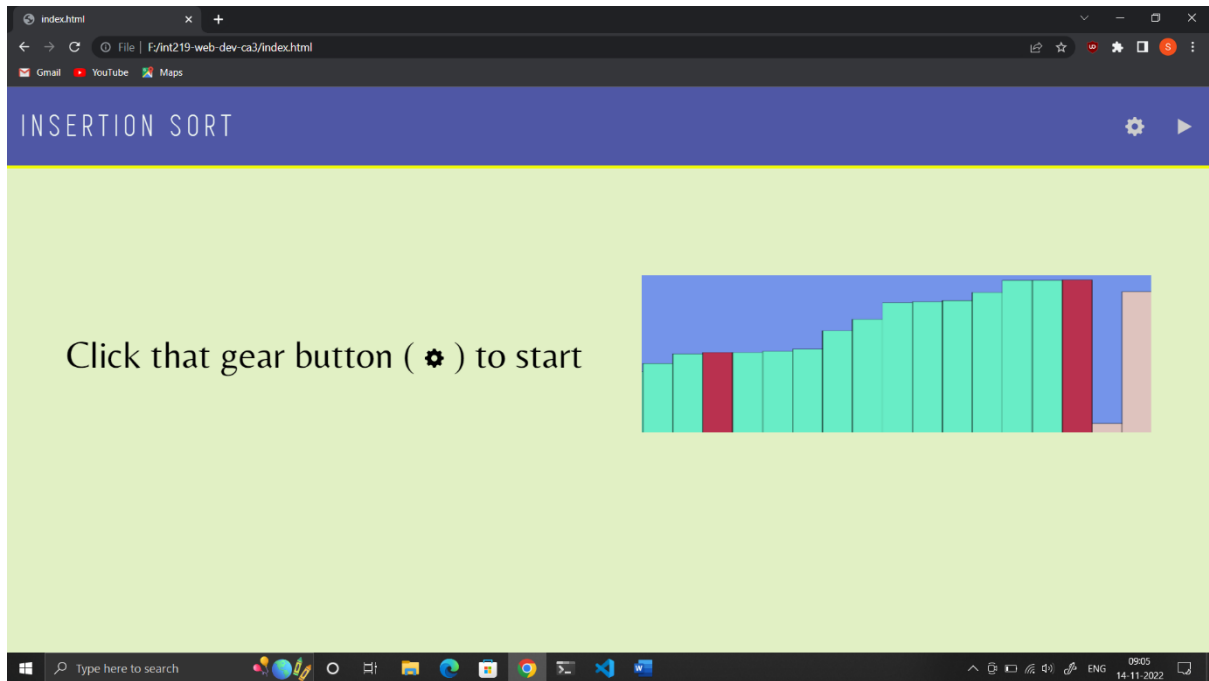 index.html
File | F:/int219-web-dev-ca3/index.html
Gmail YouTube Maps
S
INSERTION SORT
Click that gear button ( ) to start
Type here to search
ENG
09:05
14-11-2022